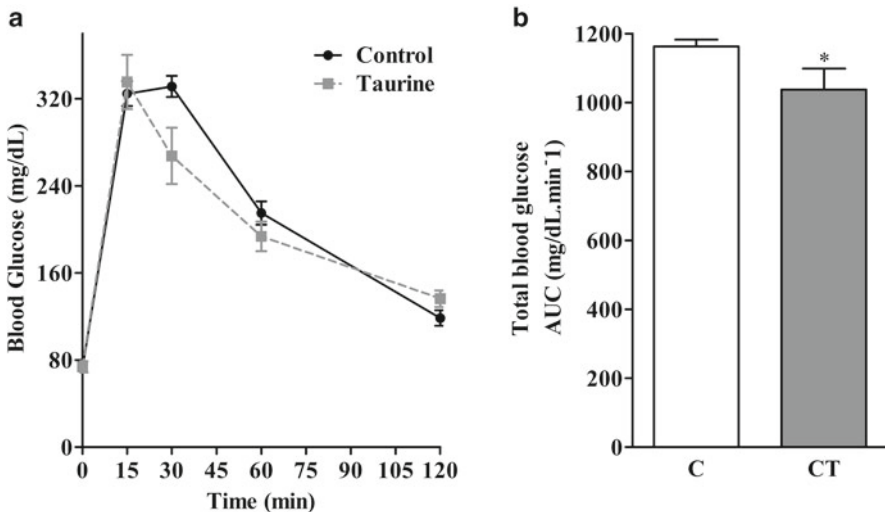 a
Control
Taurine
Blood Glucose (mg/dL)
320
240
160
80
0
0 15 30 45 60 75 90 105 120
Time (min)
b
Total blood glucose
AUC (mg/dL.min-1)
1200
1000
800
600
400
200
0
*
C CT